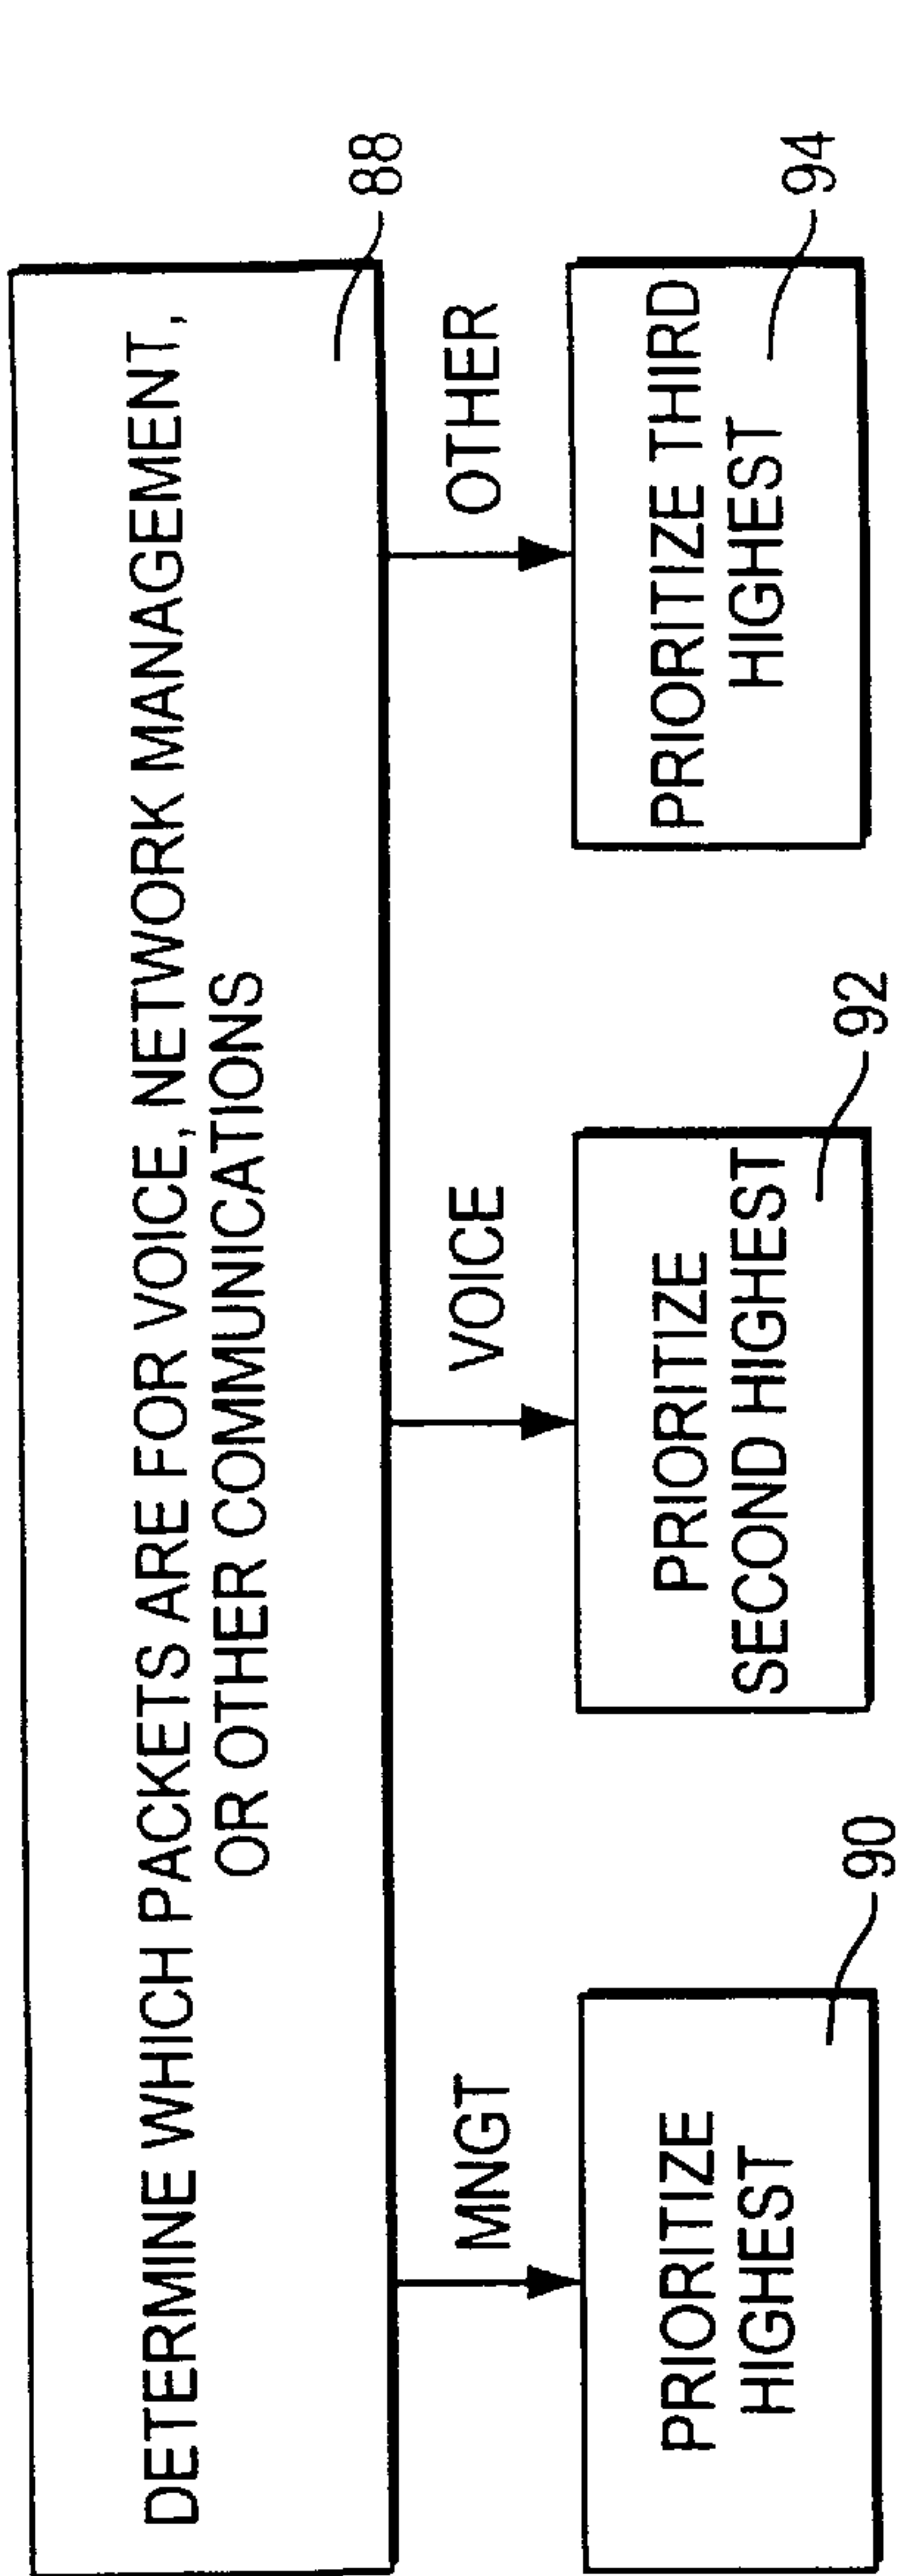 DETERMINE WHICH PACKETS ARE FOR VOICE, NETWORK MANAGEMENT,
OR OTHER COMMUNICATIONS
88
MNGT
VOICE
OTHER
PRIORITIZE
HIGHEST
90
PRIORITIZE
SECOND HIGHEST
92
PRIORITIZE THIRD
HIGHEST
94